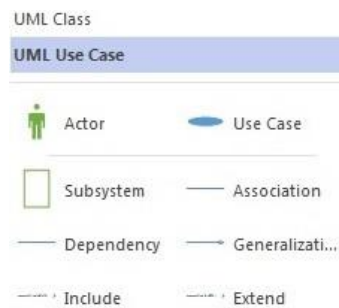 UML Class
UML Use Case
Actor Use Case
Subsystem Association
Dependency Generalizati...
Include Extend